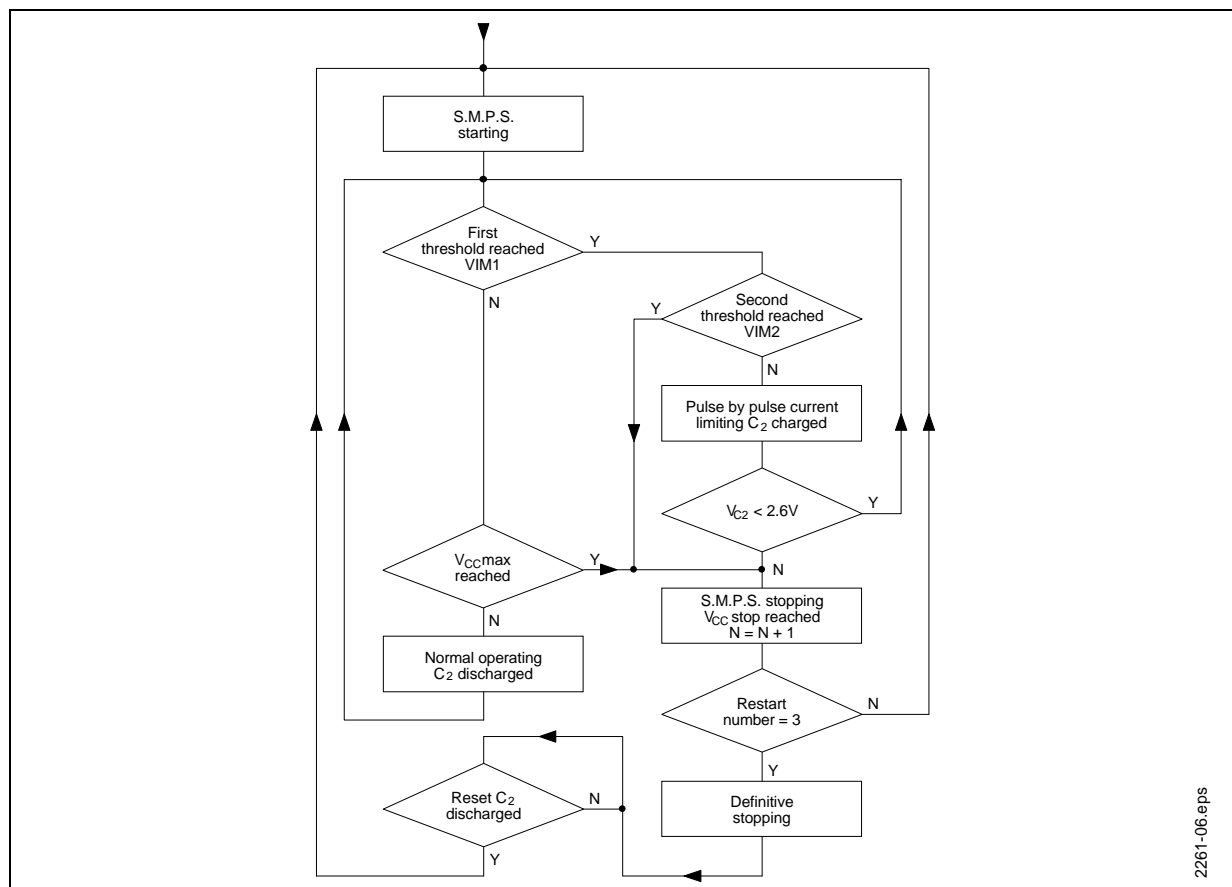 S.M.P.S.
starting
First
threshold reached
VIM1
Y
N
Second
threshold reached
VIM2
Y
N
Pulse by pulse current
limiting C2 charged
VC2 < 2.6V
Y
N
VCC max
reached
Y
N
S.M.P.S. stopping
VCC stop reached
N = N + 1
Normal operating
C2 discharged
Restart
number = 3
N
Y
Reset C2
discharged
N
Y
Definitive
stopping
2261-06.eps